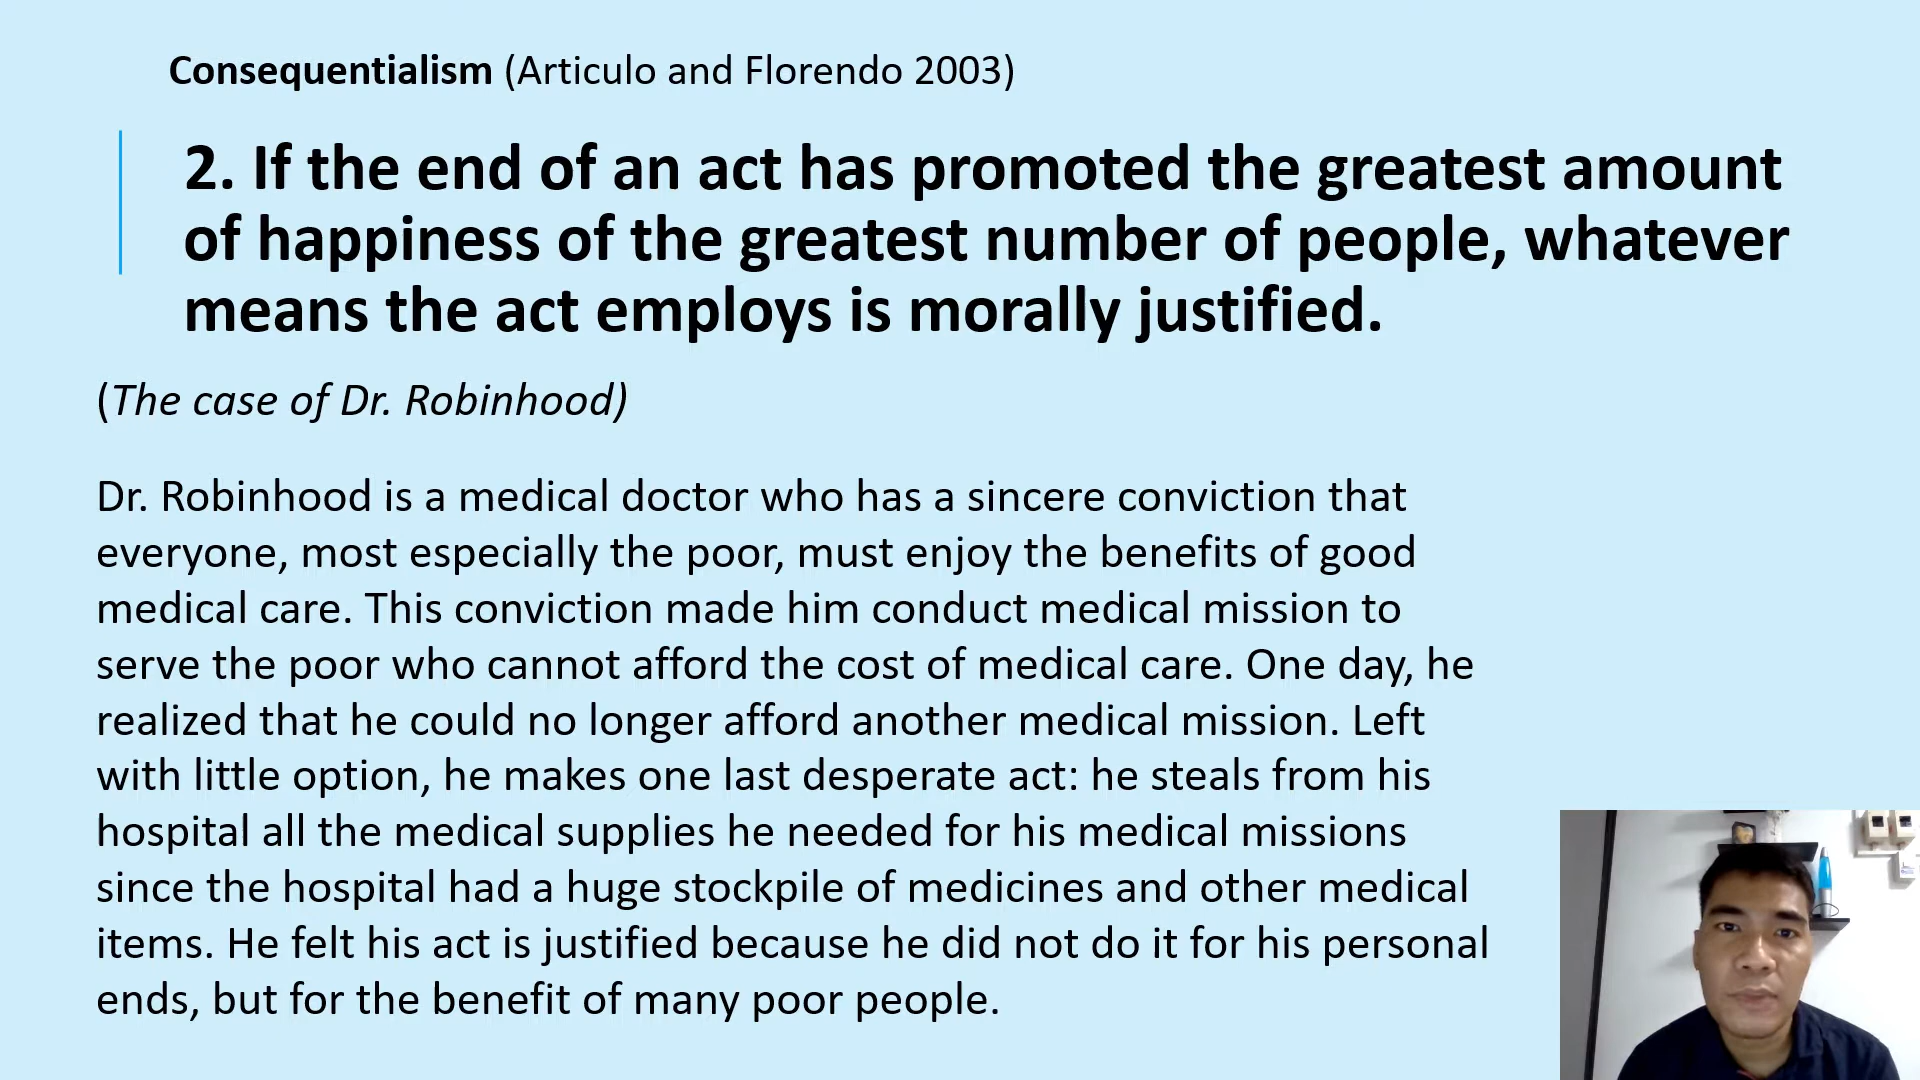 Consequentialism (Articulo and Florendo 2003)
2. If the end of an act has promoted the greatest amount
of happiness of the greatest number of people, whatever
means the act employs is morally justified.
(The case of Dr. Robinhood)
Dr. Robinhood is a medical doctor who has a sincere conviction that
everyone, most especially the poor, must enjoy the benefits of good
medical care. This conviction made him conduct medical mission to
serve the poor who cannot afford the cost of medical care. One day, he
realized that he could no longer afford another medical mission. Left
with little option, he makes one last desperate act: he steals from his
hospital all the medical supplies he needed for his medical missions
since the hospital had a huge stockpile of medicines and other medical
items. He felt his act is justified because he did not do it for his personal
ends, but for the benefit of many poor people.